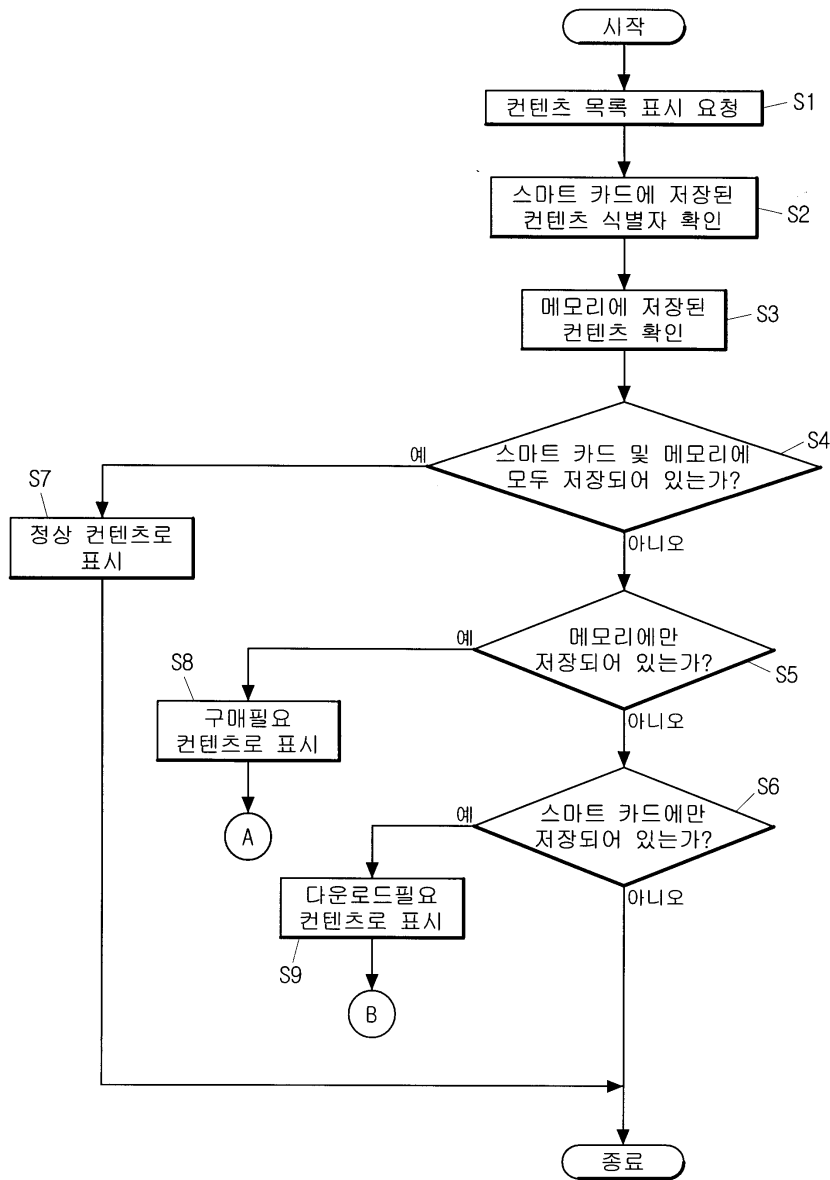 시작
컨텐츠 목록 표시 요청
S1
스마트 카드에 저장된
컨텐츠 식별자 확인
S2
메모리에 저장된
컨텐츠 확인
S3
스마트 카드 및 메모리에
모두 저장되어 있는가?
S4
예
아니오
S7
정상 컨텐츠로
표시
메모리에만
저장되어 있는가?
S5
예
아니오
S8
구매필요
컨텐츠로 표시
A
스마트 카드에만
저장되어 있는가?
S6
예
아니오
다운로드필요
컨텐츠로 표시
S9
B
종료